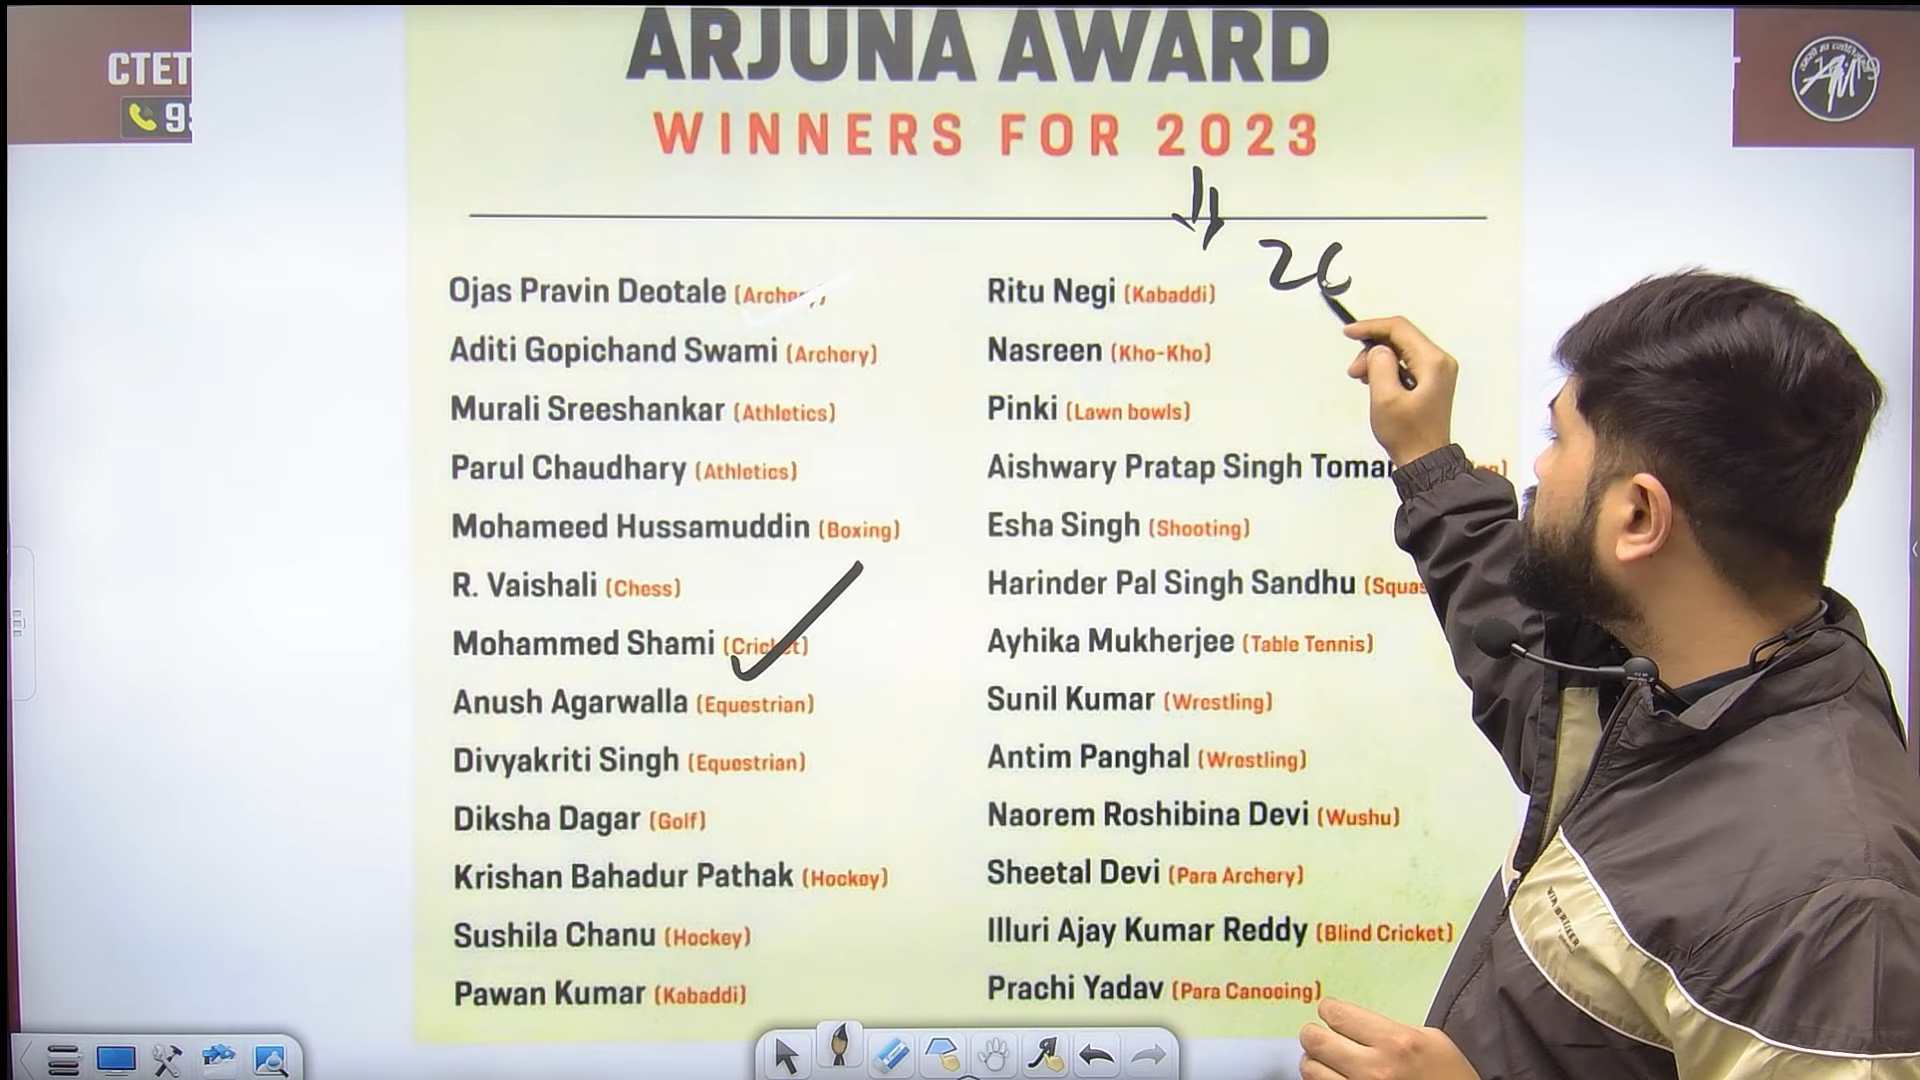 ARJUNA AWARD
CTET
WINNERS FOR 2023
20
Ojas Pravin Deotale (Archery)
Aditi Gopichand Swami (Archery)
Murali Sreeshankar (Athletics)
Parul Chaudhary (Athletics)
Mohameed Hussamuddin (Boxing)
R. Vaishali (Chess)
Mohammed Shami (Cricket)
Anush Agarwalla (Equestrian)
Divyakriti Singh (Equestrian)
Diksha Dagar (Golf)
Krishan Bahadur Pathak (Hockey)
Sushila Chanu (Hockey)
Pawan Kumar (Kabaddi)
Ritu Negi (Kabaddi)
Nasreen (Kho-Kho)
Pinki (Lawn bowls)
Aishwary Pratap Singh Tomar
Esha Singh (Shooting)
Harinder Pal Singh Sandhu (Squas
Ayhika Mukherjee (Table Tennis)
Sunil Kumar (Wrestling)
Antim Panghal (Wrestling)
Naorem Roshibina Devi (Wushu)
Sheetal Devi (Para Archery)
Illuri Ajay Kumar Reddy (Blind Cricket)
Prachi Yadav (Para Canoeing)